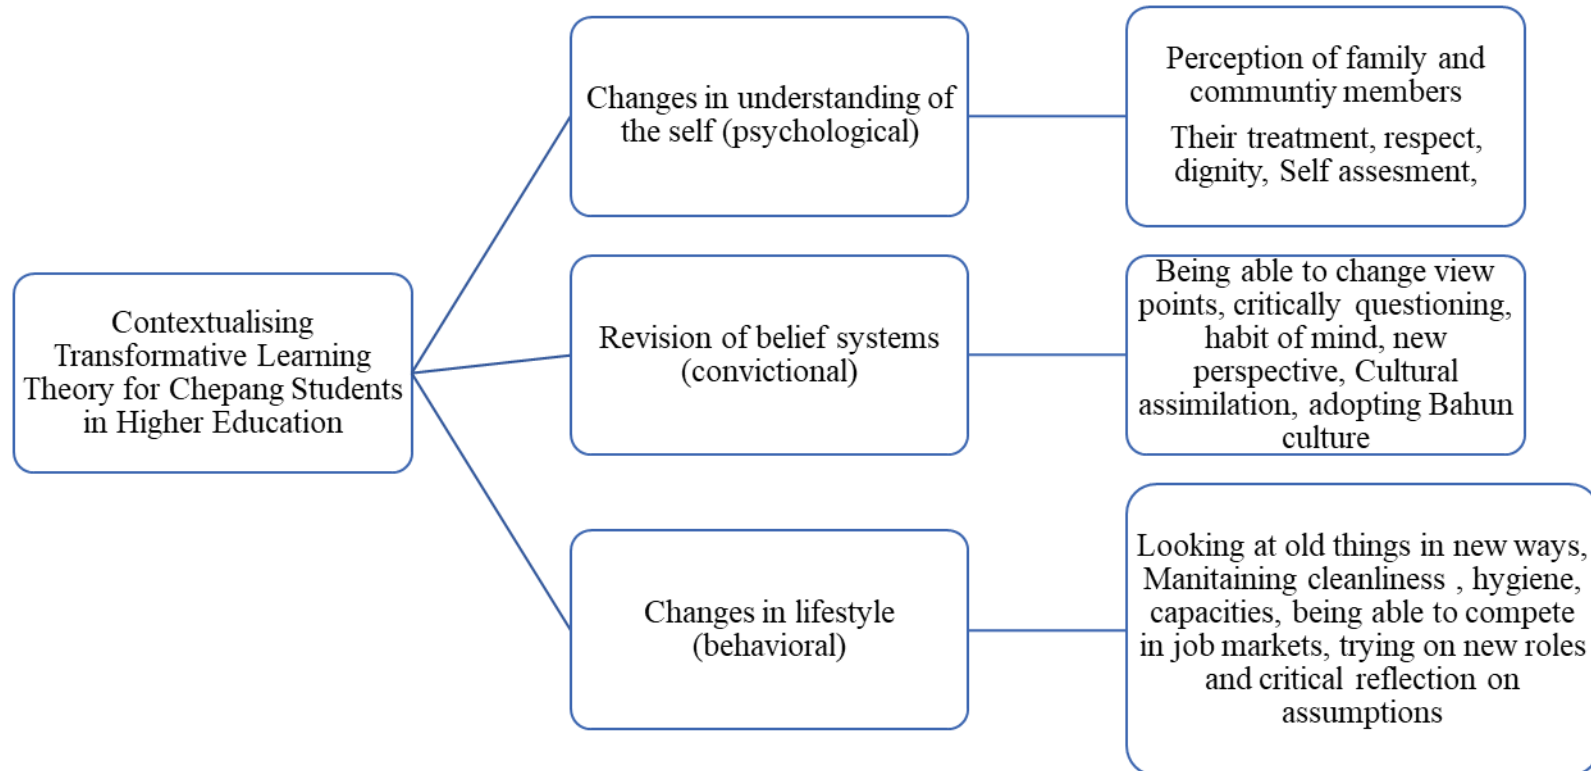 Contextualising
Transformative Learning
Theory for Chepang Students
in Higher Education
Changes in understanding of
the self (psychological)
Perception of family and
communtiy members
Their treatment, respect,
dignity, Self assesment,
Revision of belief systems
(convictional)
Being able to change view
points, critically questioning,
habit of mind, new
perspective, Cultural
assimilation, adopting Bahun
culture
Changes in lifestyle
(behavioral)
Looking at old things in new ways,
Manitaining cleanliness , hygiene,
capacities, being able to compete
in job markets, trying on new roles
and critical reflection on
assumptions